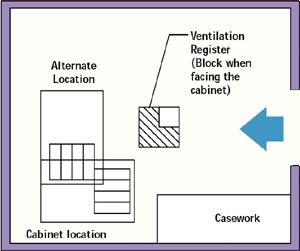 Ventilation
Register
(Block when
facing the
cabinet)
Alternate
Location
Cabinet location
Casework